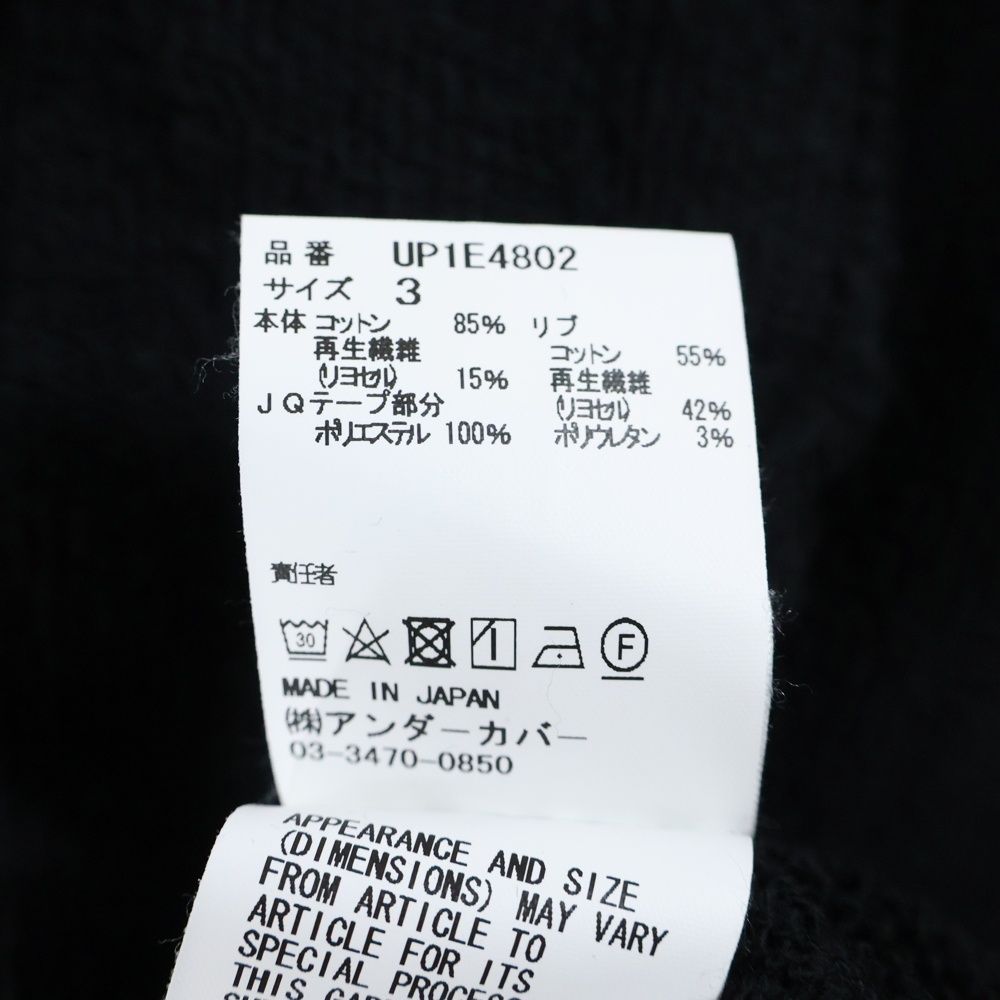 品番 UP1E4802
サイズ 3
本体 コットン 85% リブ
再生繊維 コットン 55%
(リヨセル) 15% 再生繊維
JQテープ部分 (リヨセル) 42%
ポリエステル 100% ポリウレタン 3%
責任者
30 F
MADE IN JAPAN
(株)アンダーカバー
03-3470-0850
APPEARANCE AND SIZE
(DIMENSIONS) MAY VARY
FROM ARTICLE TO
ARTICLE FOR ITS
SPECIAL PROCES
THIS